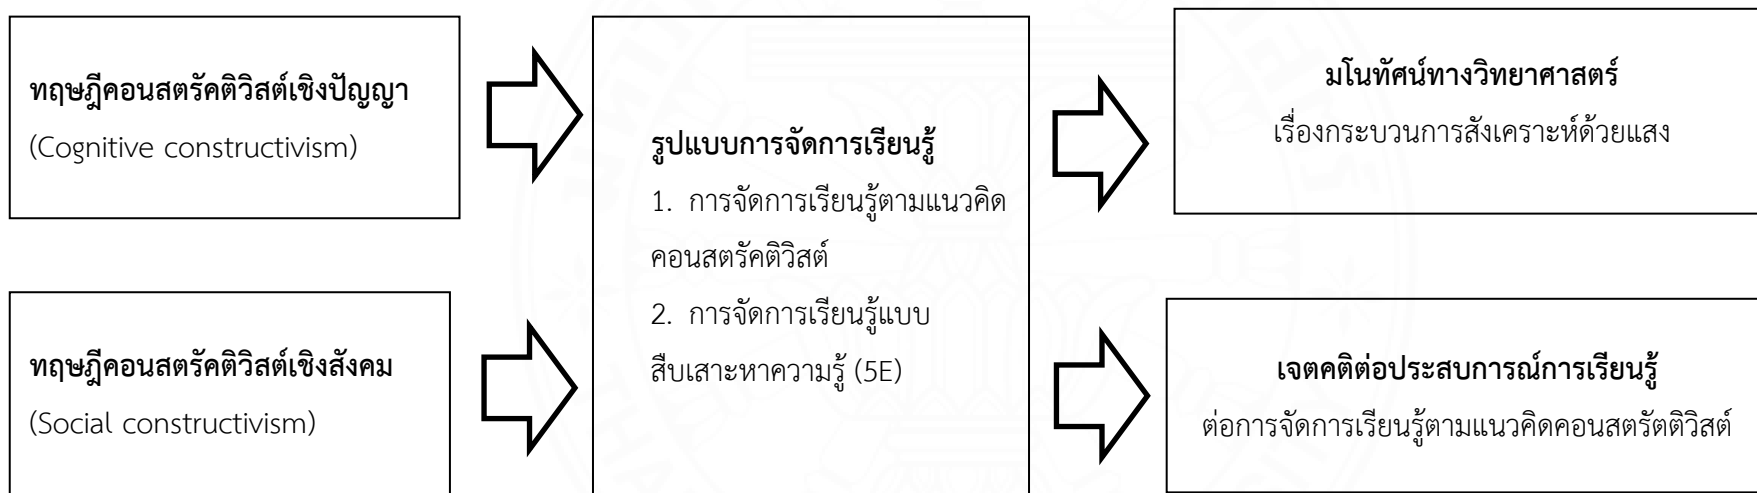 ทฤษฎีคอนสตรัคติวิสต์เชิงปัญญา
(Cognitive constructivism)
ทฤษฎีคอนสตรัคติวิสต์เชิงสังคม
(Social constructivism)
รูปแบบการจัดการเรียนรู้
1. การจัดการเรียนรู้ตามแนวคิด
คอนสตรัคติวิสต์
2. การจัดการเรียนรู้แบบ
สืบเสาะหาความรู้ (5E)
มโนทัศน์ทางวิทยาศาสตร์
เรื่องกระบวนการสังเคราะห์ด้วยแสง
เจตคติต่อประสบการณ์การเรียนรู้
ต่อการจัดการเรียนรู้ตามแนวคิดคอนสตรัตติวิสต์